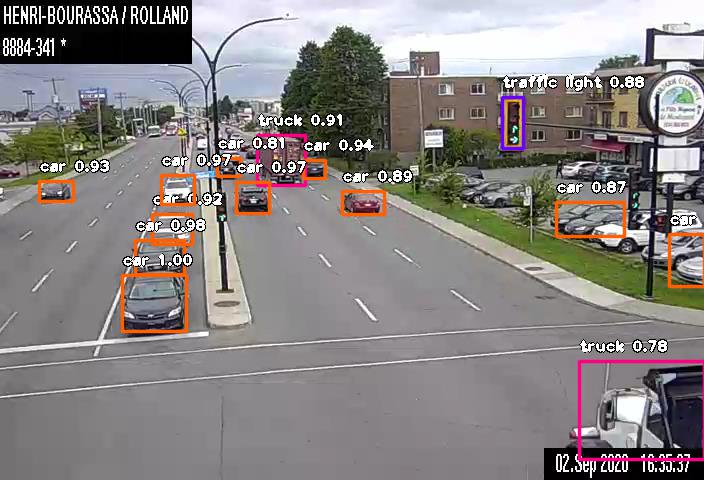 HENRI-BOURASSA / ROLLAND
8884-341 *
traffic light 0.88
truck 0.91
car 0.81
car 0.94
car 0.93
car 0.97
car 0.97
car 0.89
car 0.92
car 0.87
car 0.98
car
car 1.00
truck 0.78
02.Sep 2020 16:35:37